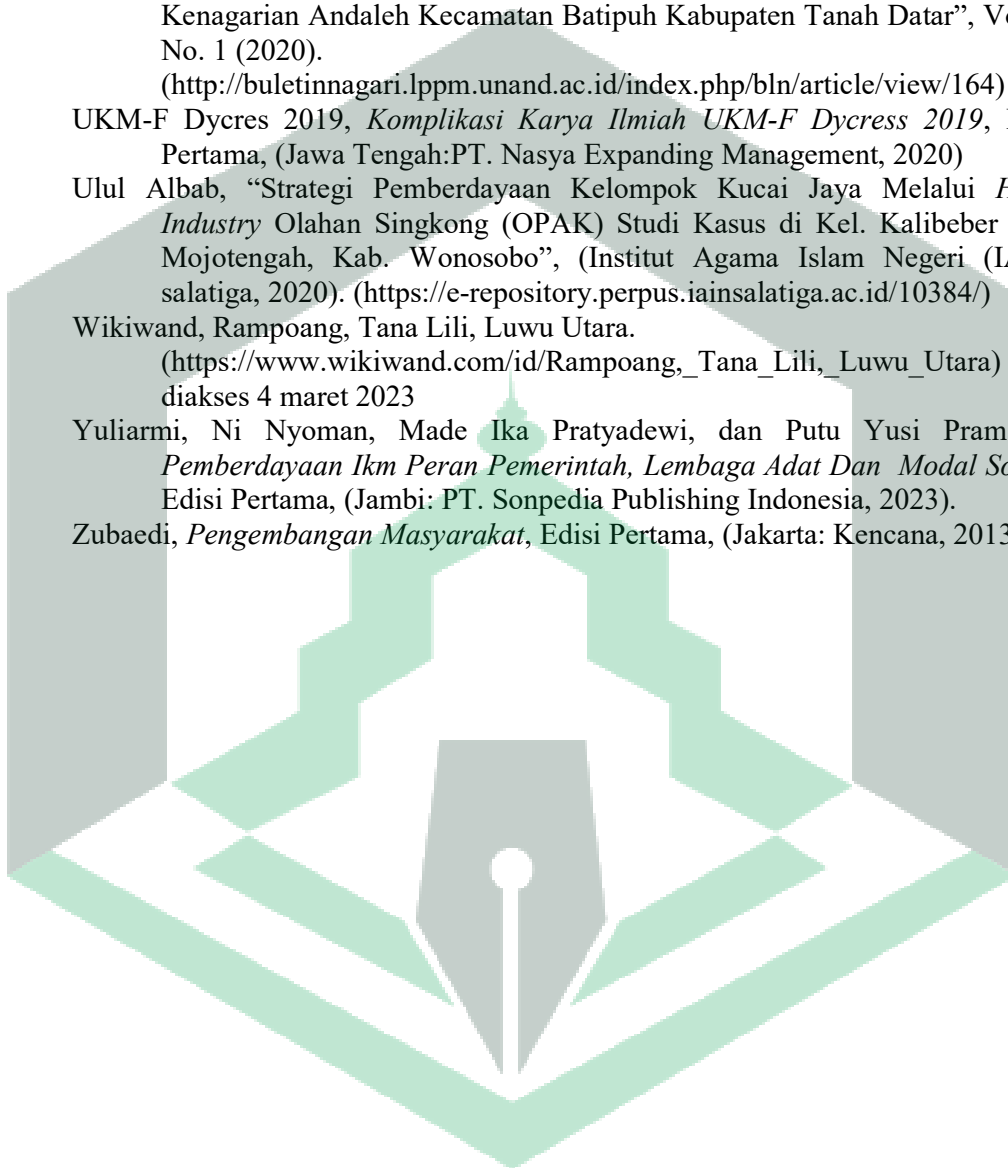 Kenagarian Andaleh Kecamatan Batipuh Kabupaten Tanah Datar”,
No. 1 (2020).
(http://buletinnagari.lppm.unand.ac.id/index.php/bln/article/view/164)
UKM-F Dycres 2019, Komplikasi Karya Ilmiah UKM-F Dycress 2019,
Pertama, (Jawa Tengah:PT. Nasya Expanding Management, 2020)
Ulul Albab, “Strategi Pemberdayaan Kelompok Kucai Jaya Melalui
Industry Olahan Singkong (OPAK) Studi Kasus di Kel. Kalibeber
Mojotengah, Kab. Wonosobo”, (Institut Agama Islam Negeri
salatiga, 2020). (https://e-repository.perpus.iainsalatiga.ac.id/10384/)
Wikiwand, Rampoang, Tana Lili, Luwu Utara.
(https://www.wikiwand.com/id/Rampoang,_Tana_Lili,_Luwu_Utara)
diakses 4 maret 2023
Yuliarmi, Ni Nyoman, Made Ika Pratyadewi, dan Putu Yusi
Pemberdayaan Ikm Peran Pemerintah, Lembaga Adat Dan Modal
Edisi Pertama, (Jambi: PT. Sonpedia Publishing Indonesia, 2023).
Zubaedi, Pengembangan Masyarakat, Edisi Pertama, (Jakarta: Kencana, 2013